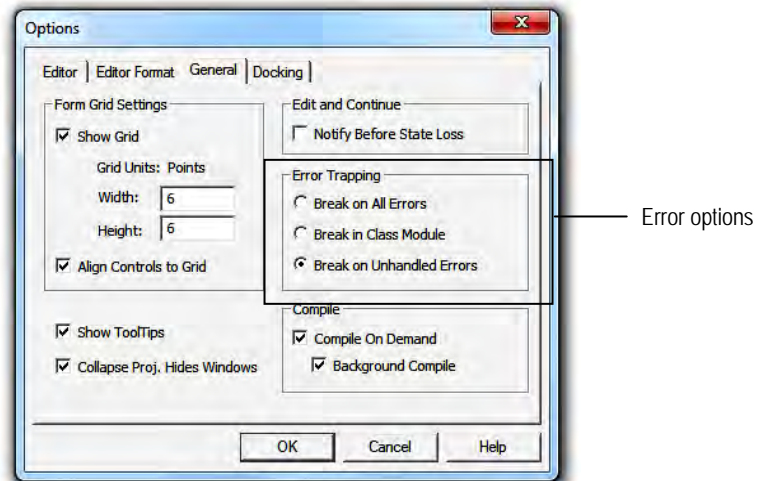 Options
Editor
Editor Format
General
Docking
Form Grid Settings
Show Grid
Grid Units: Points
Width: 6
Height: 6
Align Controls to Grid
Show ToolTips
Collapse Proj. Hides Windows
Edit and Continue
Notify Before State Loss
Error Trapping
Break on All Errors
Break in Class Module
Break on Unhandled Errors
Compile
Compile On Demand
Background Compile
OK
Cancel
Help
Error options